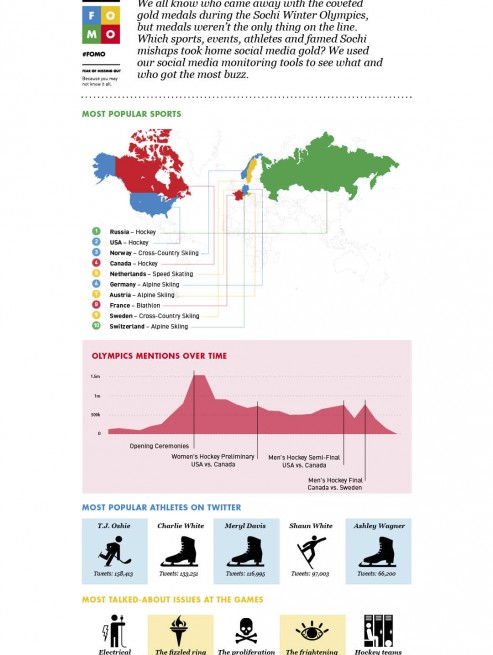 We all know who came away with the coveted
gold medals during the Sochi Winter Olympics,
but medals weren't the only thing on the line.
Which sports, events, athletes and famed Sochi
mishaps took home social media gold? We used
our social media monitoring tools to see what and
who got the most buzz.
F O
M O
#FOMO
FEAR OF MISSING OUT
Because you may
not know it all.
MOST POPULAR SPORTS
1 Russia – Hockey
2 USA – Hockey
3 Norway – Cross-Country Skiing
4 Canada – Hockey
5 Netherlands – Speed Skating
6 Germany – Alpine Skiing
7 Austria – Alpine Skiing
8 France – Biathlon
9 Sweden – Cross-Country Skiing
10 Switzerland – Alpine Skiing
OLYMPICS MENTIONS OVER TIME
1.5m
1m
500k
0
Opening Ceremonies
Women's Hockey Preliminary
USA vs. Canada
Men's Hockey Semi-Final
USA vs. Canada
Men's Hockey Final
Canada vs. Sweden
MOST POPULAR ATHLETES ON TWITTER
T.J. Oshie
Charlie White
Meryl Davis
Shaun White
Ashley Wagner
Tweets: 158,413
Tweets: 133,251
Tweets: 116,995
Tweets: 97,003
Tweets: 66,200
MOST TALKED-ABOUT ISSUES AT THE GAMES
Electrical
The fizzled ring
The proliferation
The frightening
Hockey teams